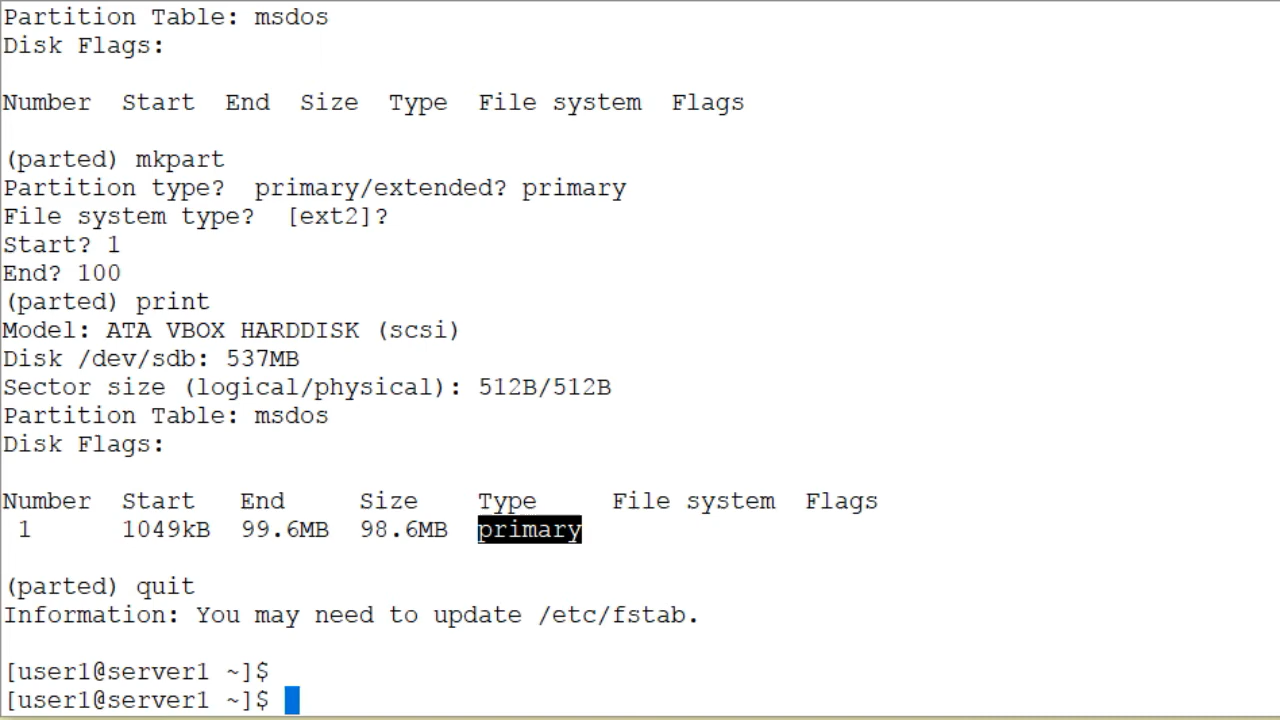 Partition Table: msdos
Disk Flags:
Number  Start  End  Size  Type  File system  Flags
(parted) mkpart
Partition type?  primary/extended? primary
File system type?  [ext2]?
Start? 1
End? 100
(parted) print
Model: ATA VBOX HARDDISK (scsi)
Disk /dev/sdb: 537MB
Sector size (logical/physical): 512B/512B
Partition Table: msdos
Disk Flags:
Number  Start   End     Size    Type     File system  Flags
 1      1049kB  99.6MB  98.6MB  primary
(parted) quit
Information: You may need to update /etc/fstab.
[user1@server1 ~]$
[user1@server1 ~]$